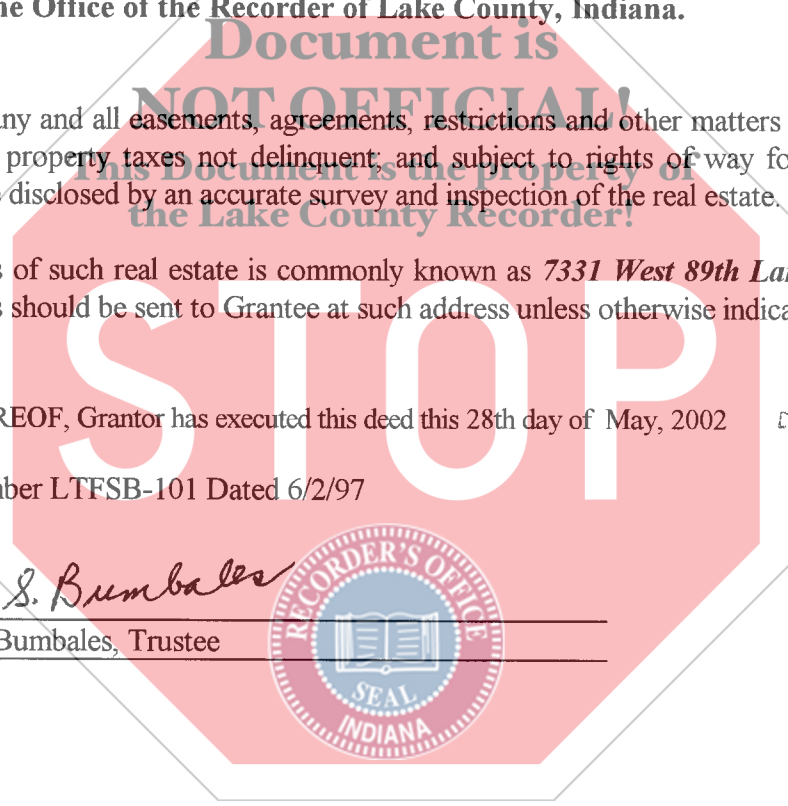 ne Office of the Recorder of Lake County, Indiana.
Document is
NOT OFFICIAL!
ny and all easements, agreements, restrictions and other matters
property taxes not delinquent; and subject to rights of way fo
This Document is the property of
disclosed by an accurate survey and inspection of the real estate.
the Lake County Recorder!
s of such real estate is commonly known as 7331 West 89th La
s should be sent to Grantee at such address unless otherwise indica
STOP
REOF, Grantor has executed this deed this 28th day of May, 2002
ber LTFSB-101 Dated 6/2/97
S. Bumbales
Bumbales, Trustee
RECORDER'S OFFICE
SEAL
INDIANA